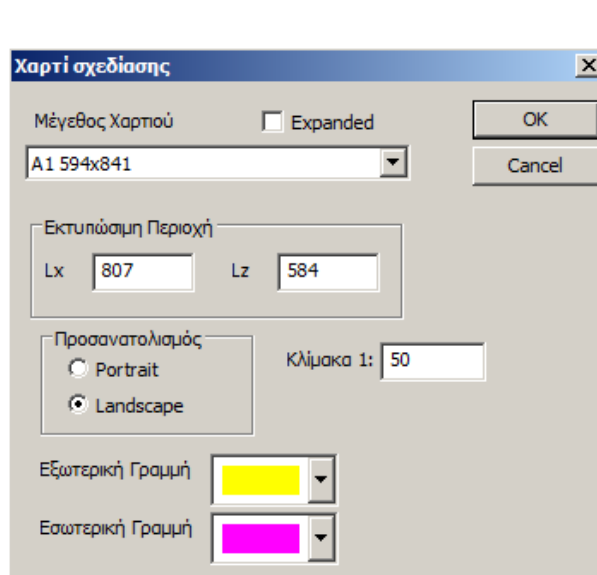 Χαρτί σχεδίασης
Μέγεθος Χαρτιού Expanded OK
A1 594x841 Cancel
Εκτυπώσιμη Περιοχή
Lx 807 Lz 584
Προσανατολισμός
Portrait
Κλίμακα 1: 50
Landscape
Εξωτερική Γραμμή
Εσωτερική Γραμμή